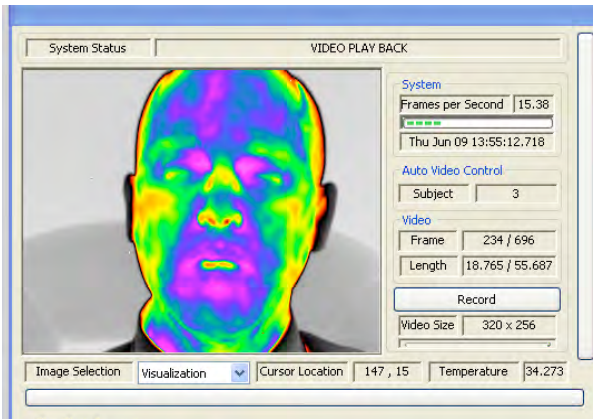 System Status VIDEO PLAY BACK
System
Frames per Second 15.38
Thu Jun 09 13:55:12.718
Auto Video Control
Subject 3
Video
Frame 234 / 696
Length 18.765 / 55.687
Record
Video Size 320 x 256
Image Selection Visualization Cursor Location 147 , 15 Temperature 34.273